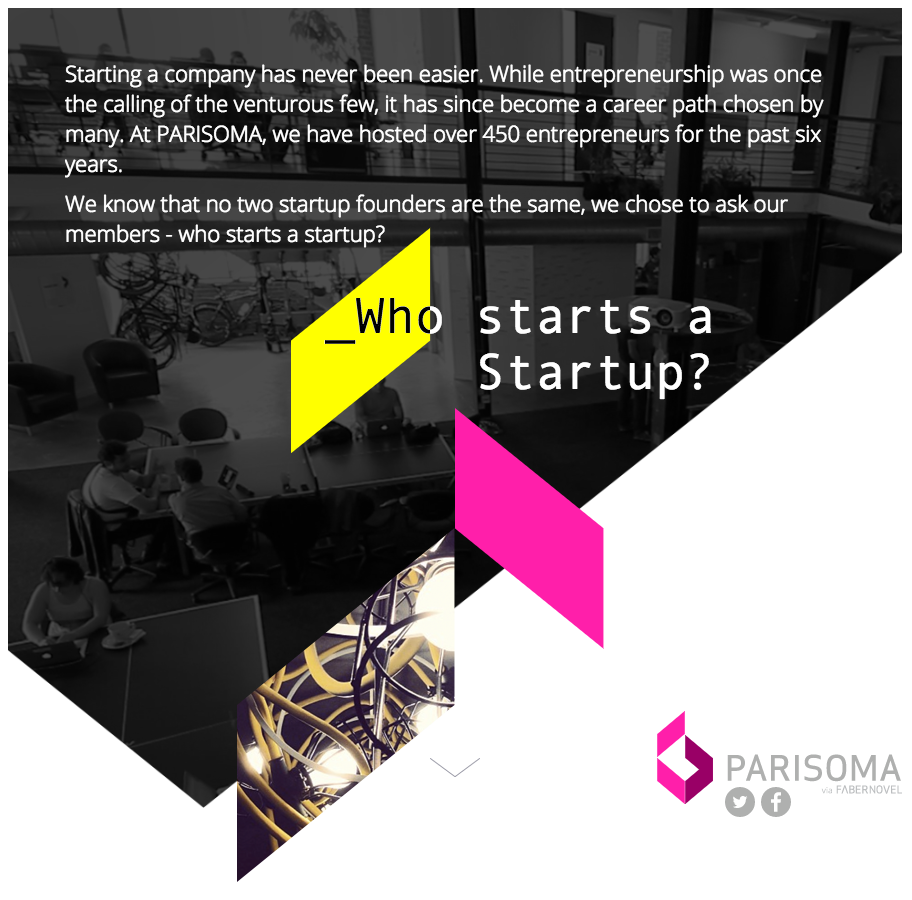 Starting a company has never been easier. While entrepreneurship was once
the calling of the venturous few, it has since become a career path chosen by
many. At PARISOMA, we have hosted over 450 entrepreneurs for the past six
years.
We know that no two startup founders are the same, we chose to ask our
members - who starts a startup?
_Who starts a
Startup?
PARISOMA
via FABERNOVEL